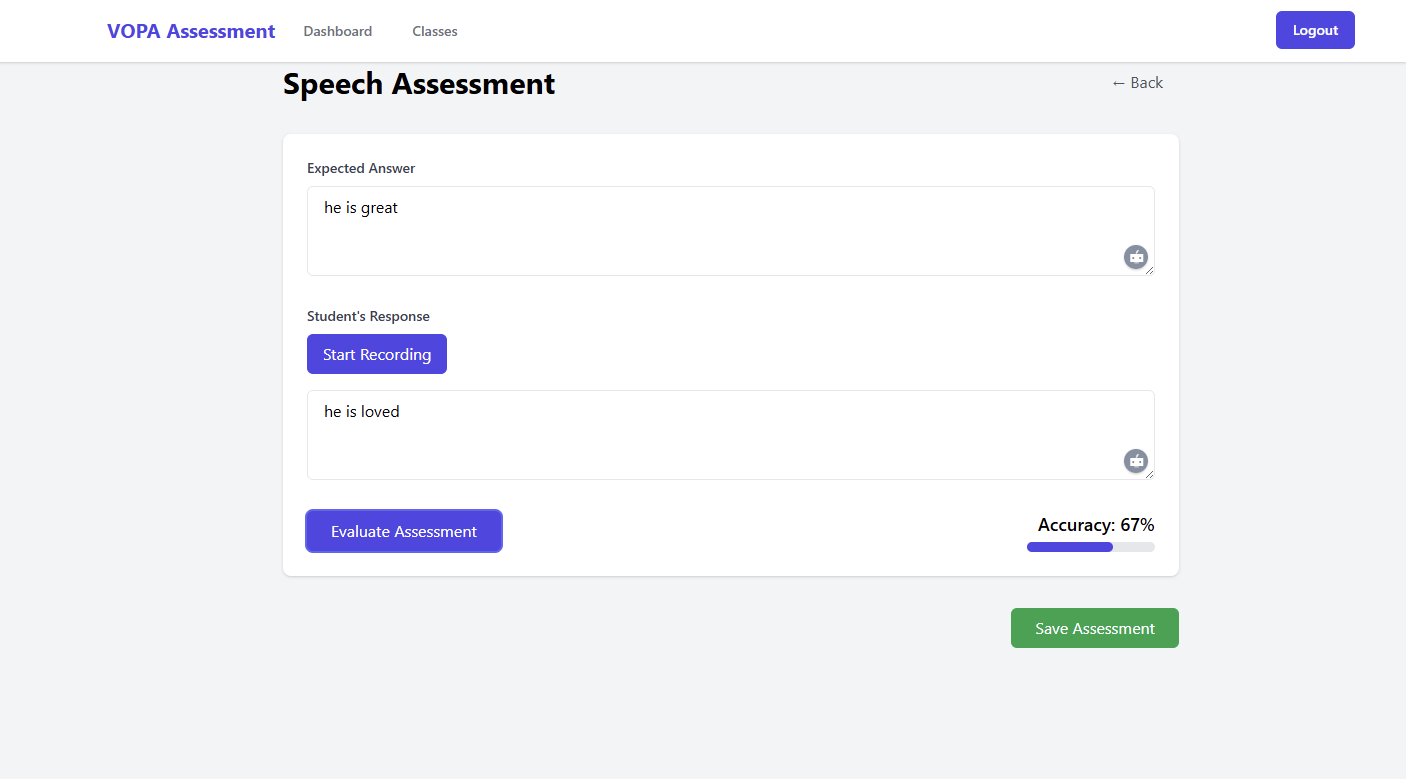 VOPA Assessment Dashboard Classes Logout
Speech Assessment ← Back
Expected Answer
he is great
Student's Response
Start Recording
he is loved
Evaluate Assessment Accuracy: 67%
Save Assessment